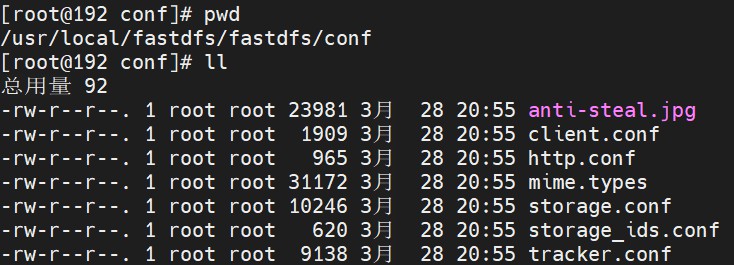 [root@192 conf]# pwd
/usr/local/fastdfs/fastdfs/conf
[root@192 conf]# ll
总用量 92
-rw-r--r--. 1 root root 23981 3月  28 20:55 anti-steal.jpg
-rw-r--r--. 1 root root  1909 3月  28 20:55 client.conf
-rw-r--r--. 1 root root   965 3月  28 20:55 http.conf
-rw-r--r--. 1 root root 31172 3月  28 20:55 mime.types
-rw-r--r--. 1 root root 10246 3月  28 20:55 storage.conf
-rw-r--r--. 1 root root   620 3月  28 20:55 storage_ids.conf
-rw-r--r--. 1 root root  9138 3月  28 20:55 tracker.conf